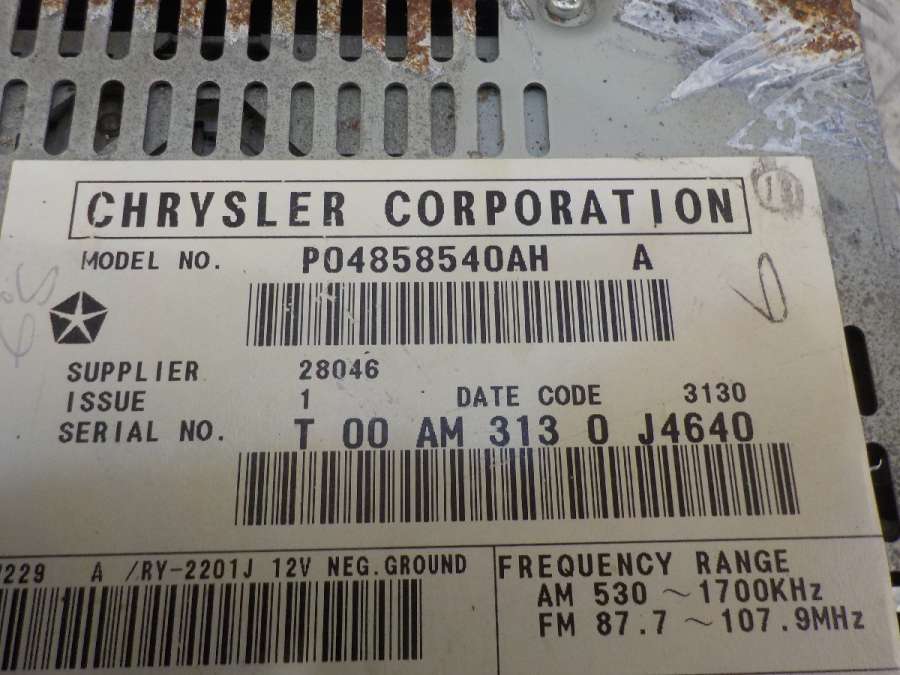 CHRYSLER CORPORATION
MODEL NO. P04858540AH A
SUPPLIER 28046
ISSUE 1 DATE CODE 3130
SERIAL NO. T 00 AM 313 0 J4640
229 A /RY-2201J 12V NEG.GROUND
FREQUENCY RANGE
AM 530 ~1700KHz
FM 87.7 ~107.9MHz